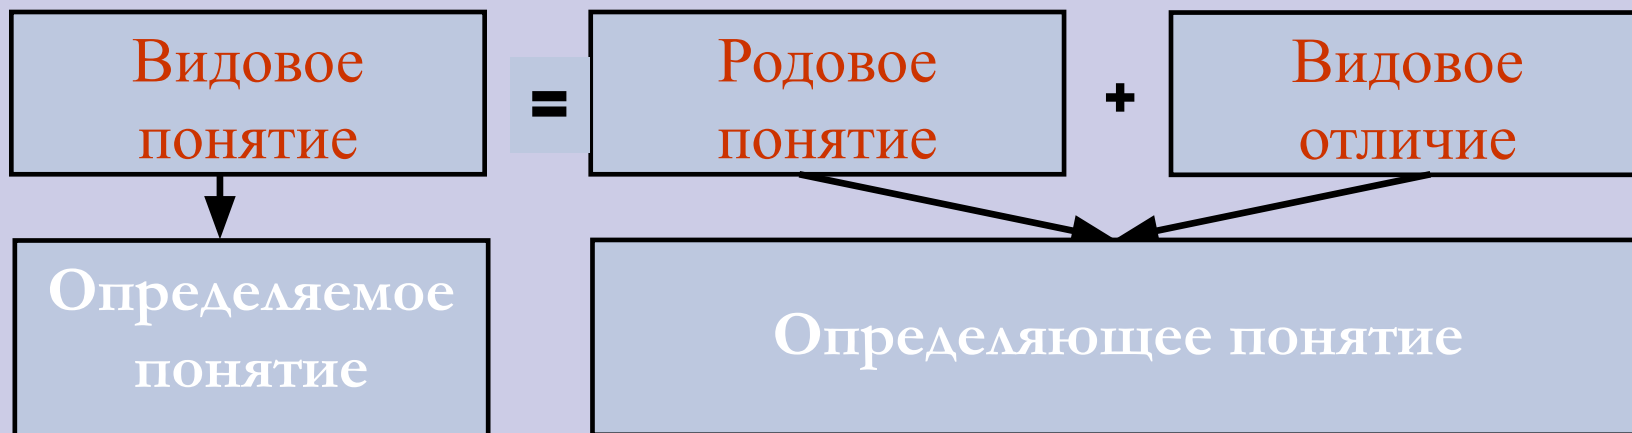 Видовое
понятие
=
Родовое
понятие
+
Видовое
отличие
Определяемое
понятие
Определяющее понятие